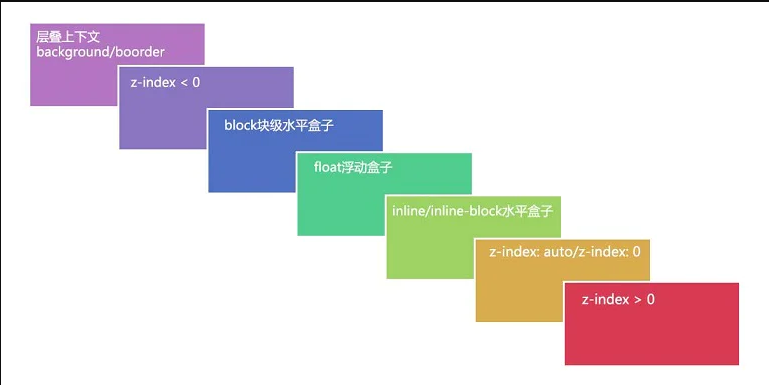 层叠上下文
background/boorder
z-index < 0
block块级水平盒子
float浮动盒子
inline/inline-block水平盒子
z-index: auto/z-index: 0
z-index > 0